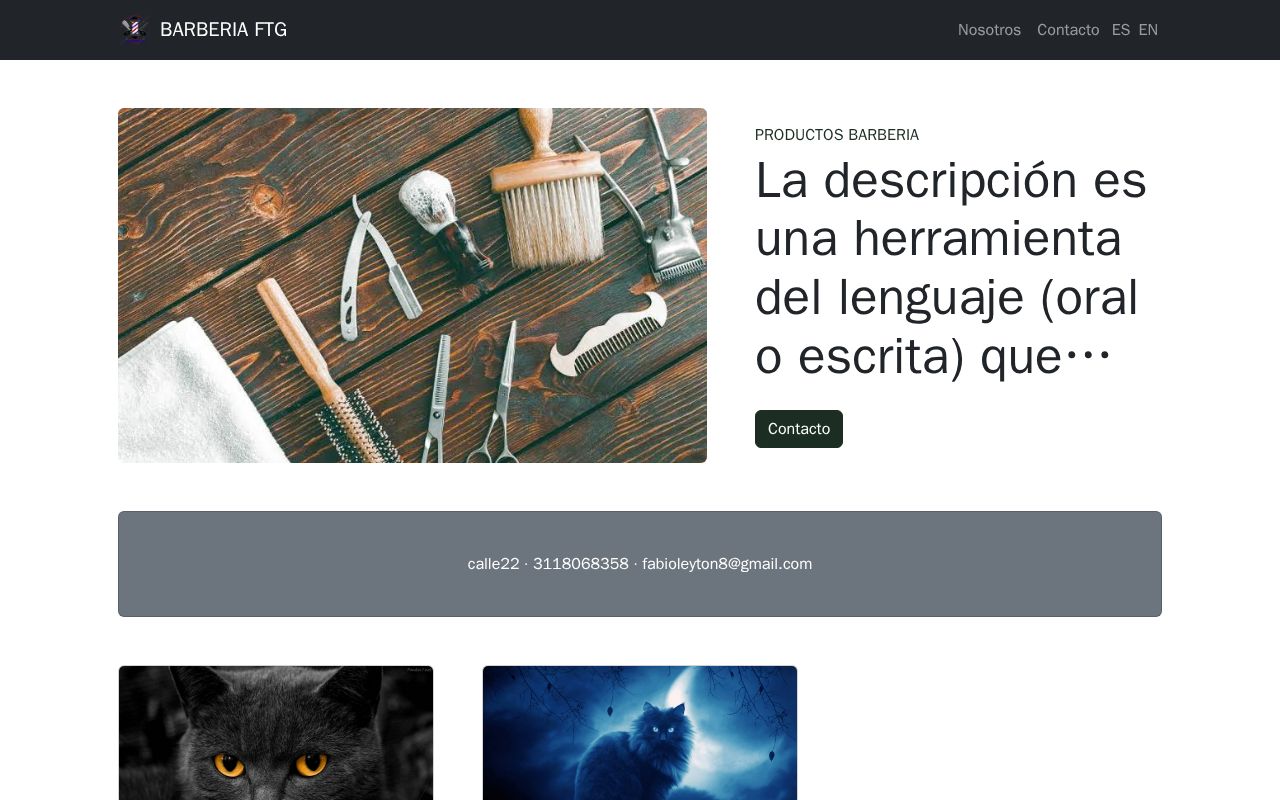 BARBERIA FTG
Nosotros Contacto ES EN
PRODUCTOS BARBERIA
La descripción es
una herramienta
del lenguaje (oral
o escrita) que…
Contacto
calle22 · 3118068358 · fabioleyton8@gmail.com